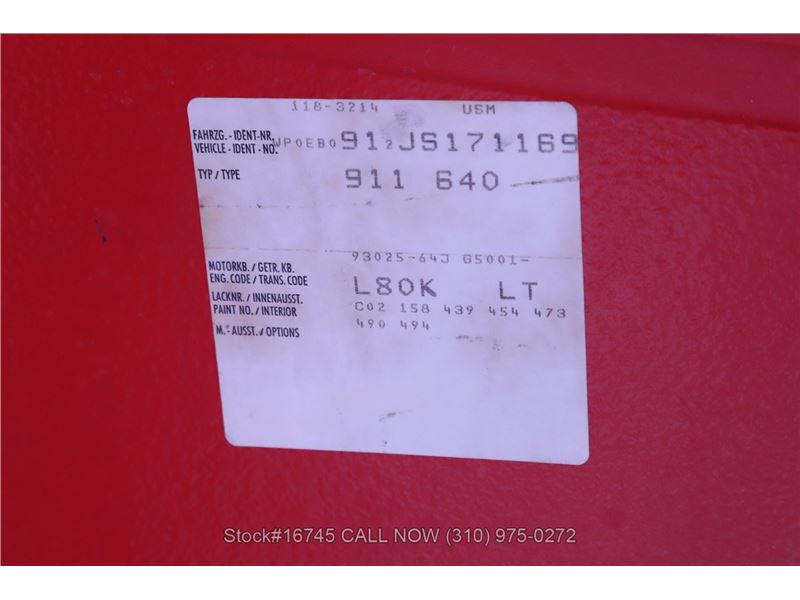 118-3214 USM
FAHRZG. - IDENT-NR.
VEHICLE - IDENT - NO. WP0EB0912JS171169
TYP / TYPE 911 640
93025-64J G5001-
MOTORKB. / GETR. KB.
ENG. CODE / TRANS. CODE L80K LT
LACKNR. / INNENAUSST.
PAINT NO. / INTERIOR C02 158 439 454 473
490 494
M.- AUSST. / OPTIONS
Stock#16745 CALL NOW (310) 975-0272